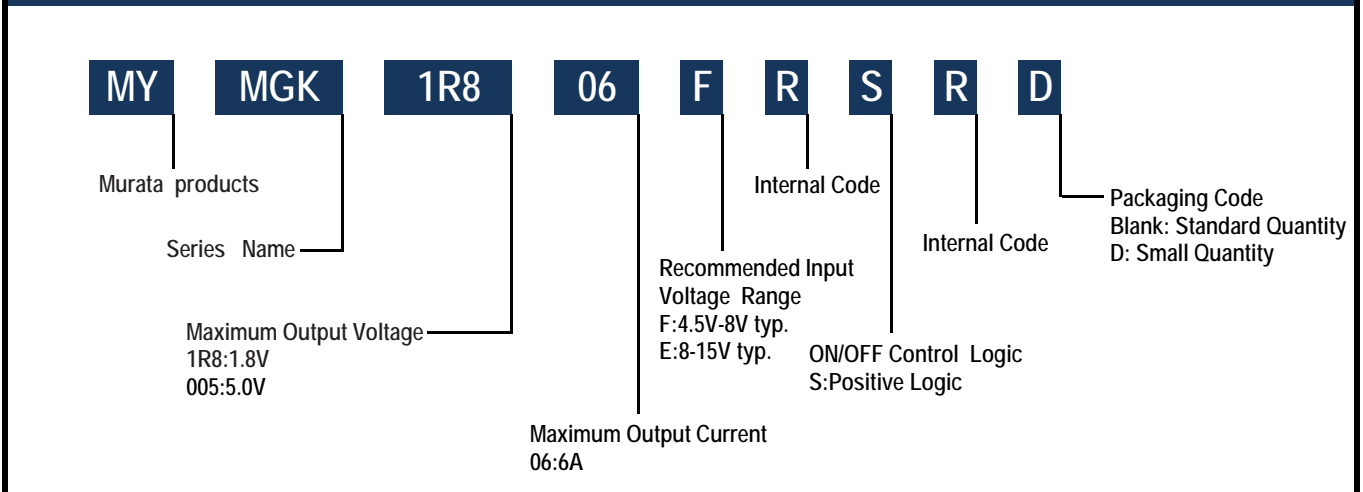 MY MGK 1R8 06 F R S R D
Murata products
Series Name
Maximum Output Voltage
1R8:1.8V
005:5.0V
Maximum Output Current
06:6A
Recommended Input
Voltage Range
F:4.5V-8V typ.
E:8-15V typ.
Internal Code
ON/OFF Control Logic
S:Positive Logic
Internal Code
Packaging Code
Blank: Standard Quantity
D: Small Quantity